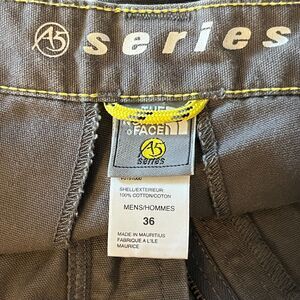 A5 series
THE
FACE
A5
series
SHELL/EXTERIEUR:
100% COTTON/COTON
MENS/HOMMES
36
MADE IN MAURITIUS
FABRIQUE A L'ILE
MAURICE